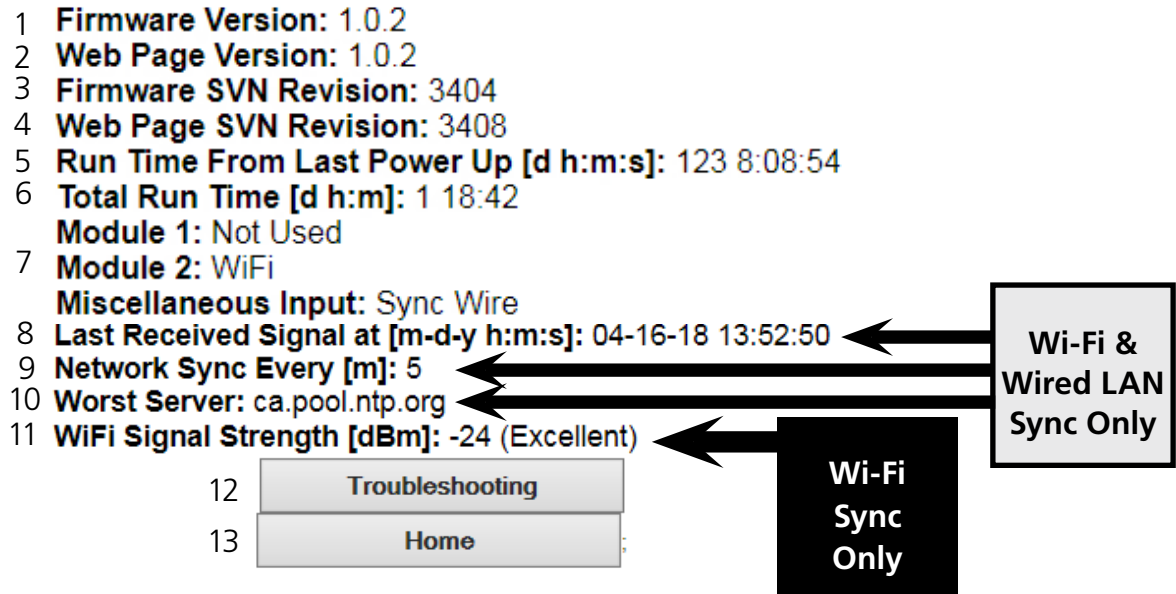 1 Firmware Version: 1.0.2
2 Web Page Version: 1.0.2
3 Firmware SVN Revision: 3404
4 Web Page SVN Revision: 3408
5 Run Time From Last Power Up [d h:m:s]: 123 8:08:54
6 Total Run Time [d h:m]: 1 18:42
Module 1: Not Used
7 Module 2: WiFi
Miscellaneous Input: Sync Wire
8 Last Received Signal at [m-d-y h:m:s]: 04-16-18 13:52:50
9 Network Sync Every [m]: 5
10 Worst Server: ca.pool.ntp.org
11 WiFi Signal Strength [dBm]: -24 (Excellent)
Wi-Fi &
Wired LAN
Sync Only
Wi-Fi
Sync
Only
12 Troubleshooting
13 Home ;